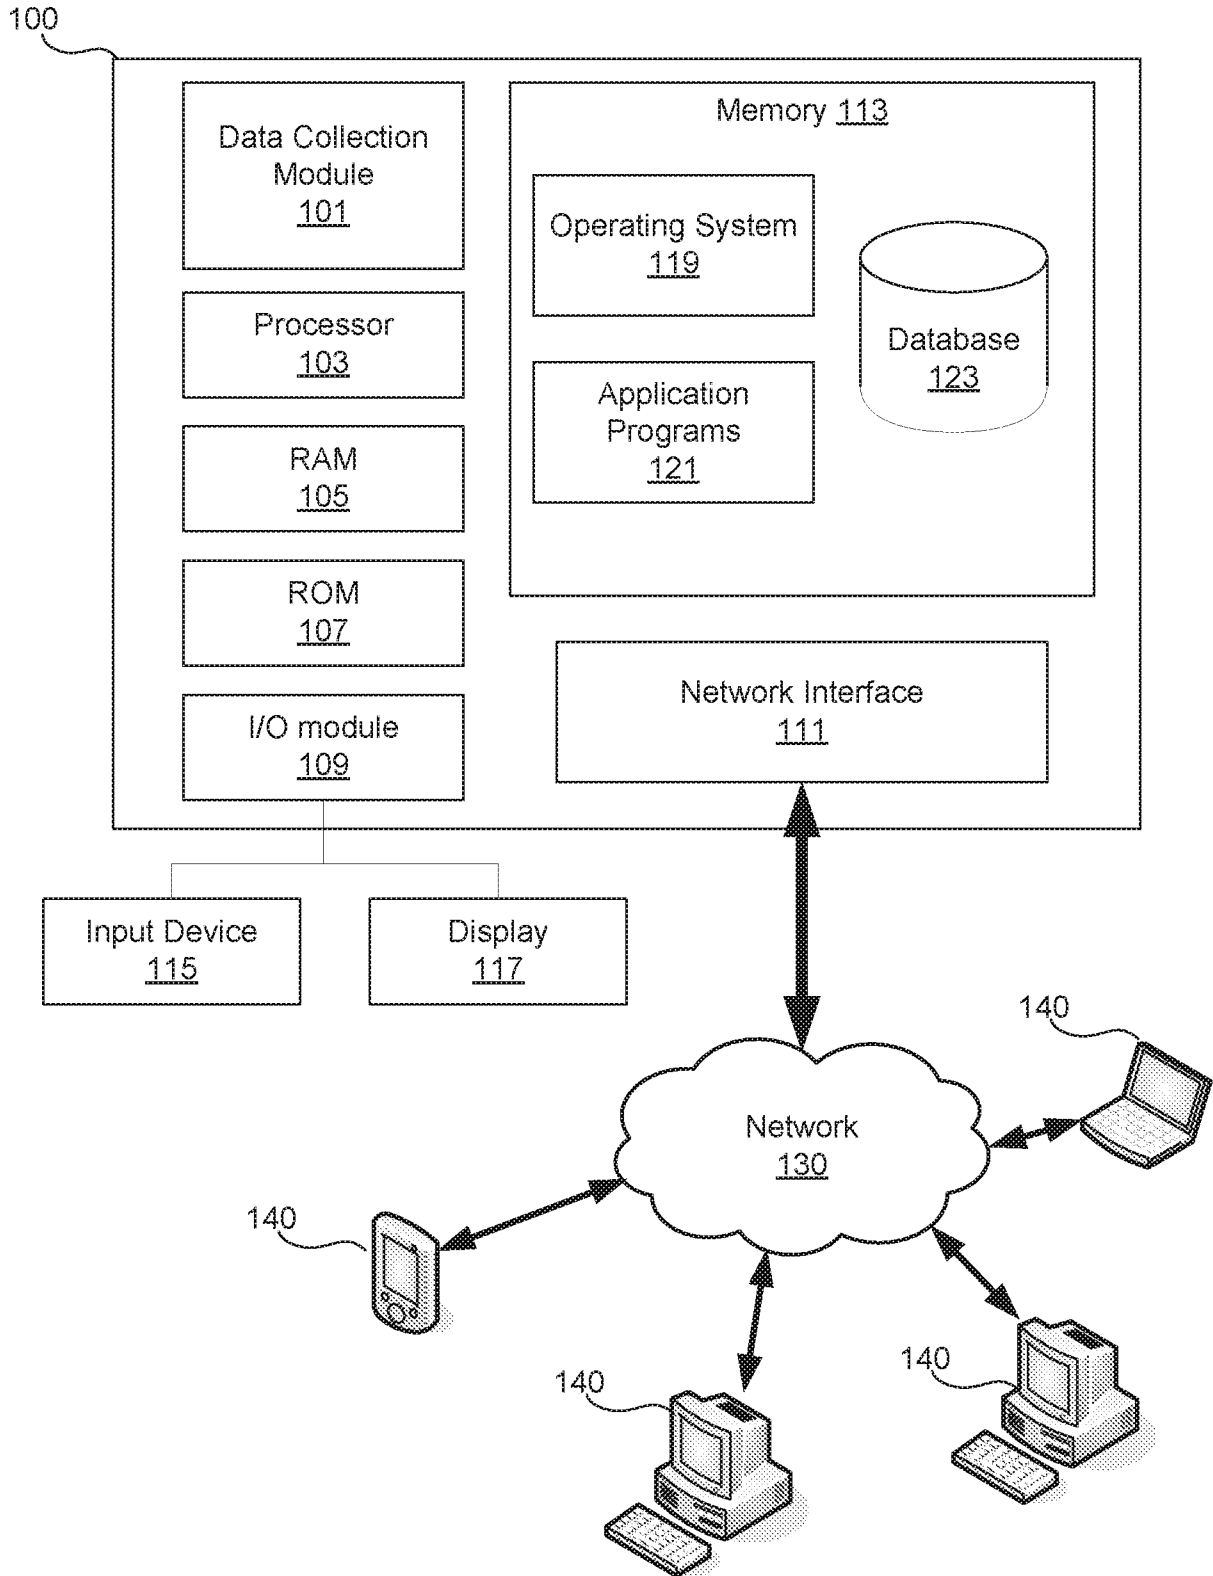 100
Data Collection
Module
101
Processor
103
RAM
105
ROM
107
I/O module
109
Memory 113
Operating System
119
Application
Programs
121
Database
123
Network Interface
111
Input Device
115
Display
117
Network
130
140
140
140
140